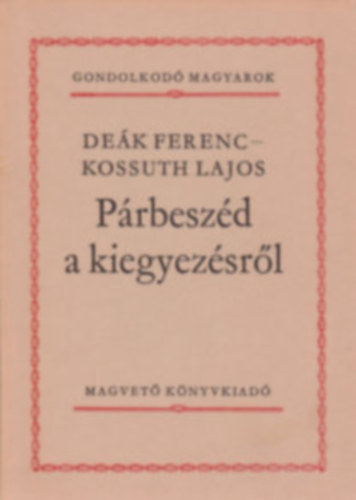 GONDOLKODÓ MAGYAROK
DEÁK FERENC–
KOSSUTH LAJOS
Párbeszéd
a kiegyezésről
MAGVETŐ KÖNYVKIADÓ